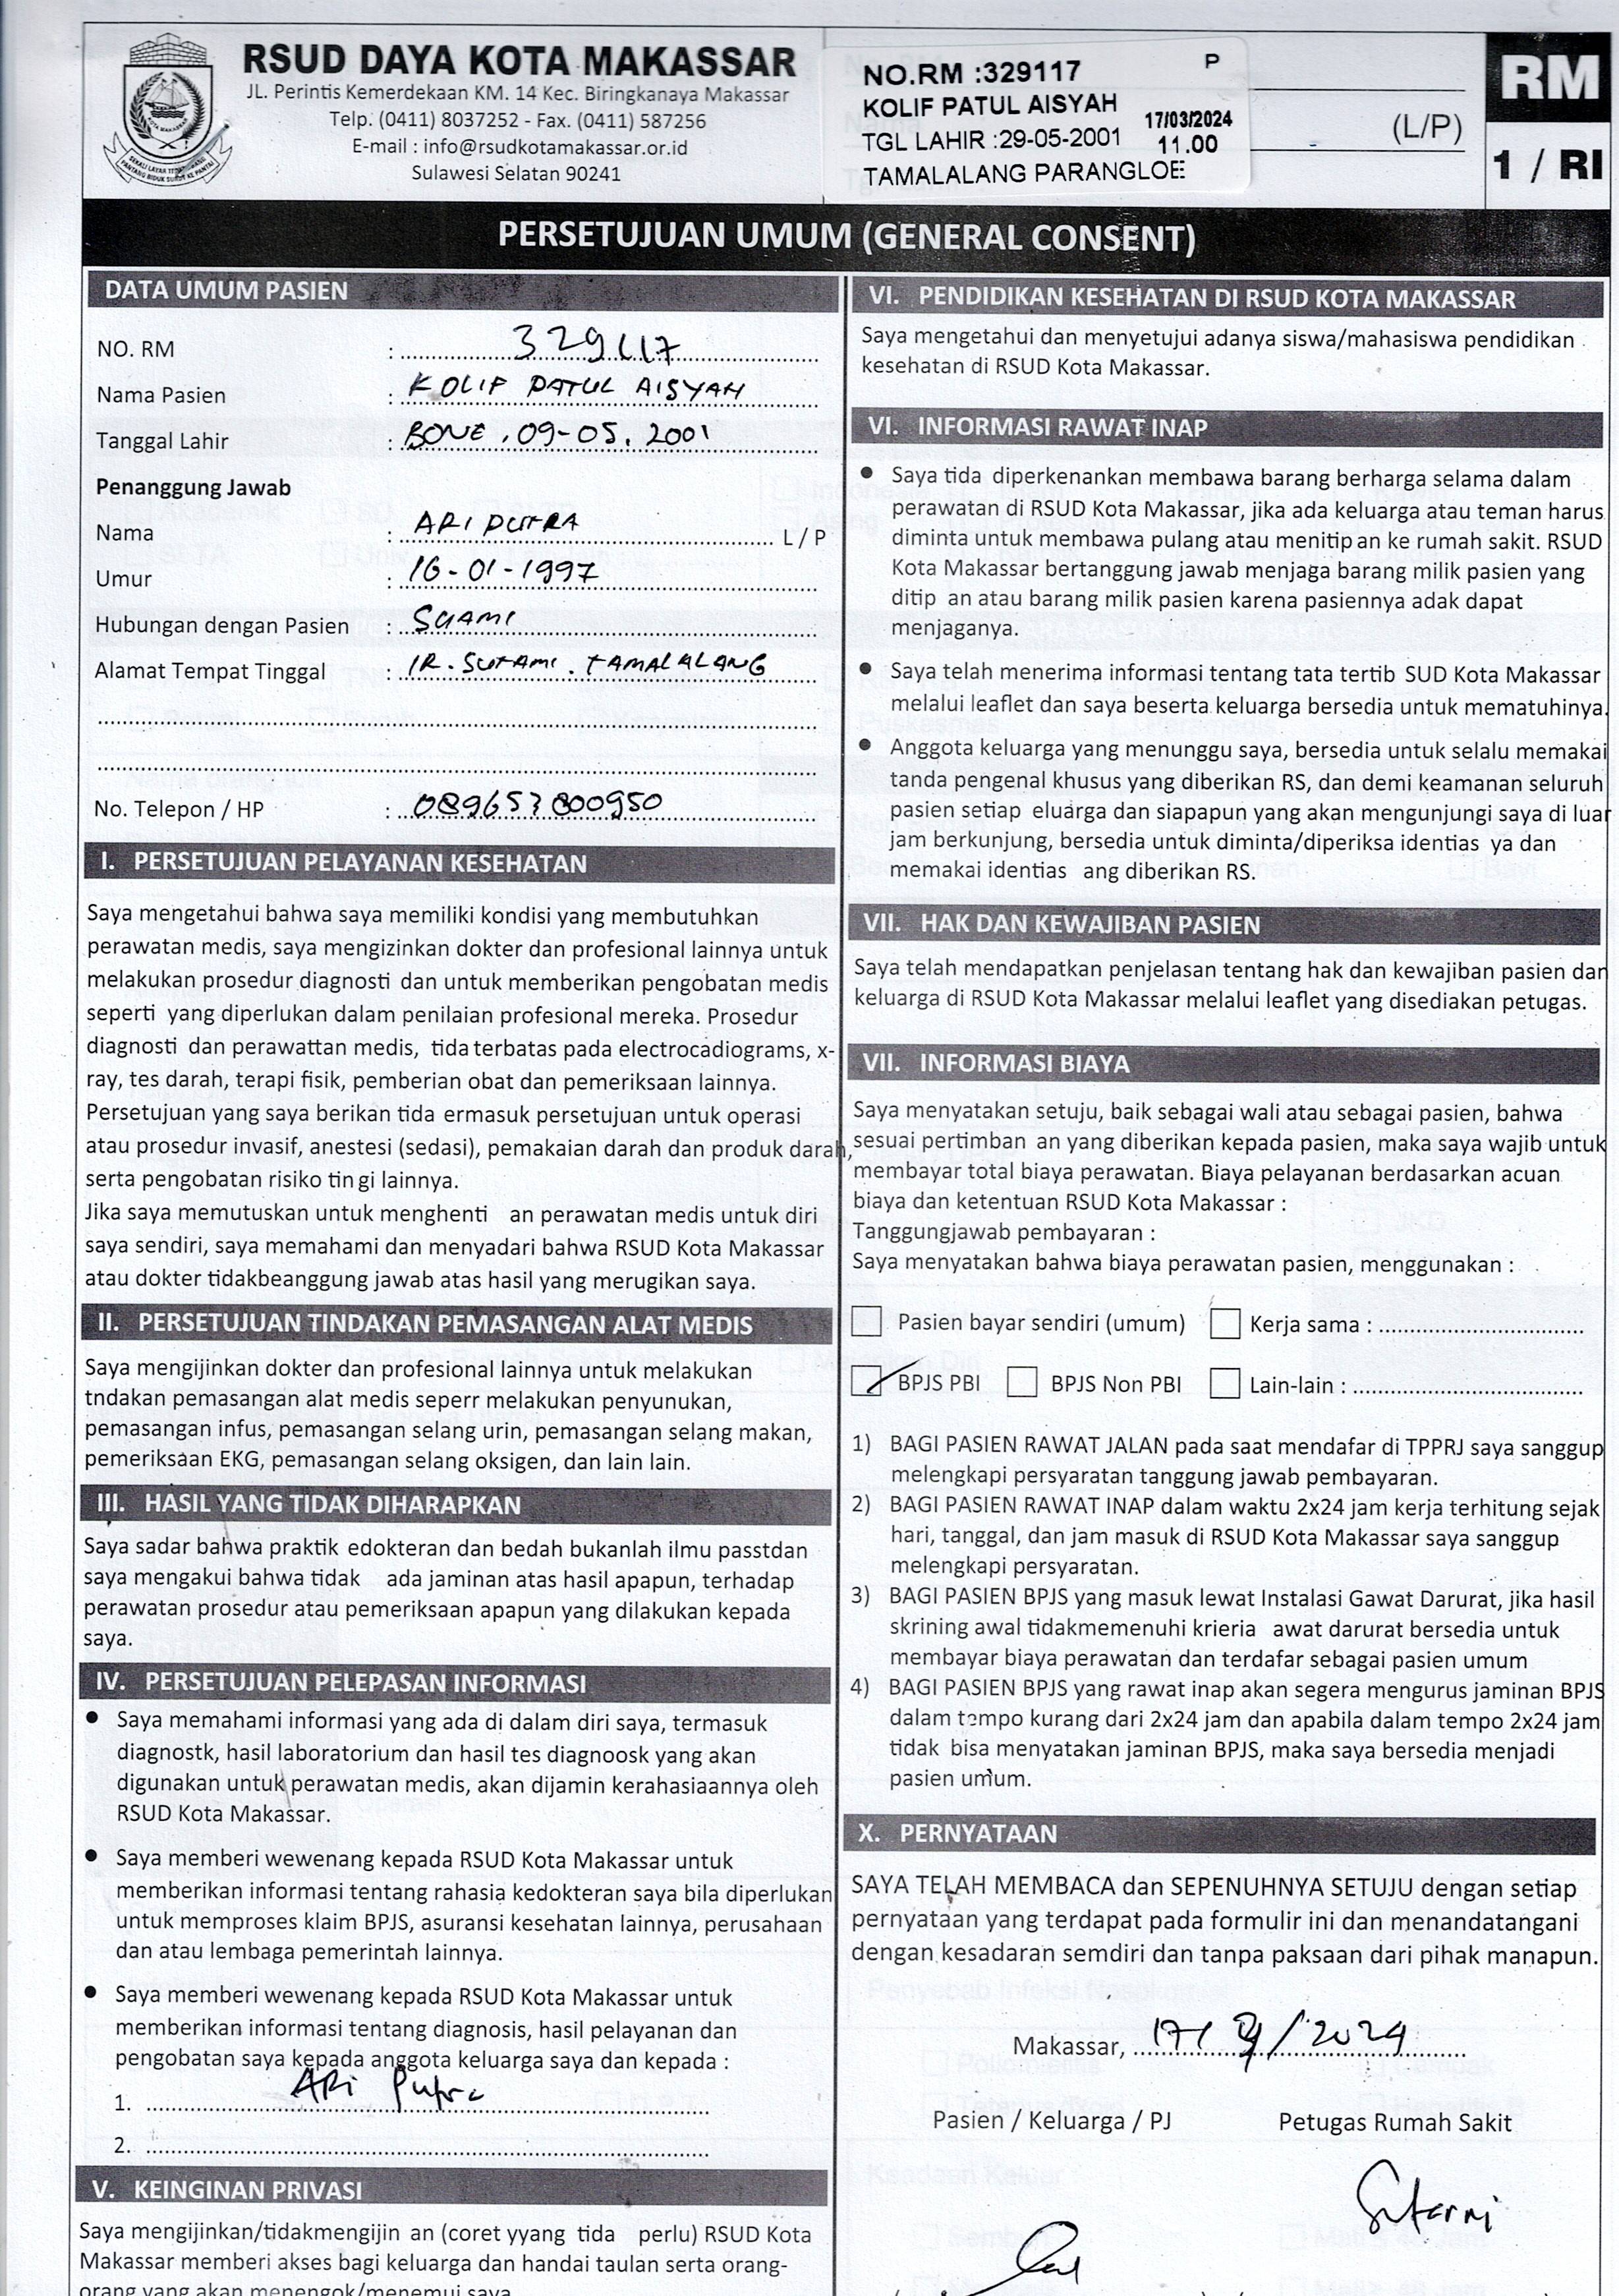 RSUD DAYA KOTA MAKASSAR
JL. Perintis Kemerdekaan KM. 14 Kec. Biringkanaya Makassar
Telp. (0411) 8037252 - Fax. (0411) 587256
E-mail : info@rsudkotamakassar.or.id
Sulawesi Selatan 90241
NO.RM :329117 P
KOLIF PATUL AISYAH
17/03/2024
TGL LAHIR :29-05-2001 11.00
TAMALALANG PARANGLOE
(L/P)
RM
1 / RI
PERSETUJUAN UMUM (GENERAL CONSENT)
DATA UMUM PASIEN
NO. RM : 329117
Nama Pasien : KOLIF PATUL AISYAH
Tanggal Lahir : BONE, 09-05. 2001
Penanggung Jawab
Nama : ARI PUTRA L / P
Umur : 16-01-1997
Hubungan dengan Pasien : SUAMI
Alamat Tempat Tinggal : IR. SUTAMI. TAMALALANG
No. Telepon / HP : 089653800950
I. PERSETUJUAN PELAYANAN KESEHATAN
Saya mengetahui bahwa saya memiliki kondisi yang membutuhkan
perawatan medis, saya mengizinkan dokter dan profesional lainnya untuk
melakukan prosedur diagnosti dan untuk memberikan pengobatan medis
seperti yang diperlukan dalam penilaian profesional mereka. Prosedur
diagnosti dan perawattan medis, tida terbatas pada electrocadiograms, x-
ray, tes darah, terapi fisik, pemberian obat dan pemeriksaan lainnya.
Persetujuan yang saya berikan tida ermasuk persetujuan untuk operasi
atau prosedur invasif, anestesi (sedasi), pemakaian darah dan produk darah,
serta pengobatan risiko tin gi lainnya.
Jika saya memutuskan untuk menghenti an perawatan medis untuk diri
saya sendiri, saya memahami dan menyadari bahwa RSUD Kota Makassar
atau dokter tidakbeanggung jawab atas hasil yang merugikan saya.
II. PERSETUJUAN TINDAKAN PEMASANGAN ALAT MEDIS
Saya mengijinkan dokter dan profesional lainnya untuk melakukan
tndakan pemasangan alat medis seperr melakukan penyunukan,
pemasangan infus, pemasangan selang urin, pemasangan selang makan,
pemeriksaan EKG, pemasangan selang oksigen, dan lain lain.
III. HASIL YANG TIDAK DIHARAPKAN
Saya sadar bahwa praktik edokteran dan bedah bukanlah ilmu passtdan
saya mengakui bahwa tidak ada jaminan atas hasil apapun, terhadap
perawatan prosedur atau pemeriksaan apapun yang dilakukan kepada
saya.
IV. PERSETUJUAN PELEPASAN INFORMASI
● Saya memahami informasi yang ada di dalam diri saya, termasuk
diagnostk, hasil laboratorium dan hasil tes diagnoosk yang akan
digunakan untuk perawatan medis, akan dijamin kerahasiaannya oleh
RSUD Kota Makassar.
● Saya memberi wewenang kepada RSUD Kota Makassar untuk
memberikan informasi tentang rahasia kedokteran saya bila diperlukan
untuk memproses klaim BPJS, asuransi kesehatan lainnya, perusahaan
dan atau lembaga pemerintah lainnya.
● Saya memberi wewenang kepada RSUD Kota Makassar untuk
memberikan informasi tentang diagnosis, hasil pelayanan dan
pengobatan saya kepada anggota keluarga saya dan kepada :
1. ARi Putra
2.
V. KEINGINAN PRIVASI
Saya mengijinkan/tidakmengijin an (coret yyang tida perlu) RSUD Kota
Makassar memberi akses bagi keluarga dan handai taulan serta orang-
orang yang akan menengok/menemui saya
VI. PENDIDIKAN KESEHATAN DI RSUD KOTA MAKASSAR
Saya mengetahui dan menyetujui adanya siswa/mahasiswa pendidikan
kesehatan di RSUD Kota Makassar.
VI. INFORMASI RAWAT INAP
● Saya tida diperkenankan membawa barang berharga selama dalam
perawatan di RSUD Kota Makassar, jika ada keluarga atau teman harus
diminta untuk membawa pulang atau menitip an ke rumah sakit. RSUD
Kota Makassar bertanggung jawab menjaga barang milik pasien yang
ditip an atau barang milik pasien karena pasiennya adak dapat
menjaganya.
● Saya telah menerima informasi tentang tata tertib SUD Kota Makassar
melalui leaflet dan saya beserta keluarga bersedia untuk mematuhinya.
● Anggota keluarga yang menunggu saya, bersedia untuk selalu memakai
tanda pengenal khusus yang diberikan RS, dan demi keamanan seluruh
pasien setiap eluarga dan siapapun yang akan mengunjungi saya di luar
jam berkunjung, bersedia untuk diminta/diperiksa identias ya dan
memakai identias ang diberikan RS.
VII. HAK DAN KEWAJIBAN PASIEN
Saya telah mendapatkan penjelasan tentang hak dan kewajiban pasien dan
keluarga di RSUD Kota Makassar melalui leaflet yang disediakan petugas.
VII. INFORMASI BIAYA
Saya menyatakan setuju, baik sebagai wali atau sebagai pasien, bahwa
sesuai pertimban an yang diberikan kepada pasien, maka saya wajib untuk
membayar total biaya perawatan. Biaya pelayanan berdasarkan acuan
biaya dan ketentuan RSUD Kota Makassar :
Tanggungjawab pembayaran :
Saya menyatakan bahwa biaya perawatan pasien, menggunakan :
Pasien bayar sendiri (umum) Kerja sama :
BPJS PBI BPJS Non PBI Lain-lain :
1) BAGI PASIEN RAWAT JALAN pada saat mendafar di TPPRJ saya sanggup
melengkapi persyaratan tanggung jawab pembayaran.
2) BAGI PASIEN RAWAT INAP dalam waktu 2x24 jam kerja terhitung sejak
hari, tanggal, dan jam masuk di RSUD Kota Makassar saya sanggup
melengkapi persyaratan.
3) BAGI PASIEN BPJS yang masuk lewat Instalasi Gawat Darurat, jika hasil
skrining awal tidakmemenuhi krieria awat darurat bersedia untuk
membayar biaya perawatan dan terdafar sebagai pasien umum
4) BAGI PASIEN BPJS yang rawat inap akan segera mengurus jaminan BPJS
dalam tempo kurang dari 2x24 jam dan apabila dalam tempo 2x24 jam
tidak bisa menyatakan jaminan BPJS, maka saya bersedia menjadi
pasien umum.
X. PERNYATAAN
SAYA TELAH MEMBACA dan SEPENUHNYA SETUJU dengan setiap
pernyataan yang terdapat pada formulir ini dan menandatangani
dengan kesadaran semdiri dan tanpa paksaan dari pihak manapun.
Makassar, 17/ /2024
Pasien / Keluarga / PJ Petugas Rumah Sakit